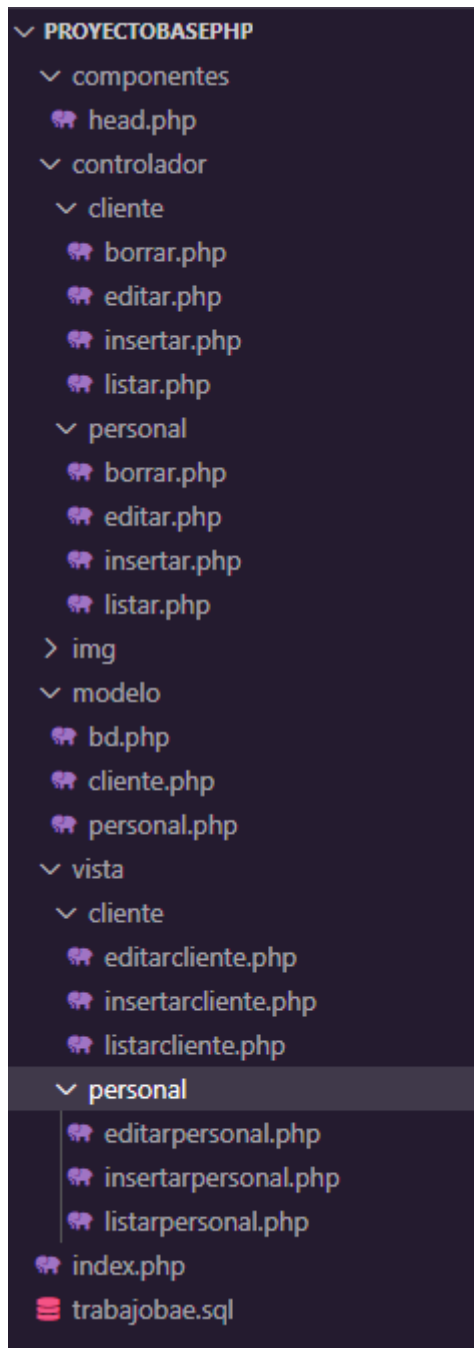 PROYECTOBASEPHP
componentes
head.php
controlador
cliente
borrar.php
editar.php
insertar.php
listar.php
personal
borrar.php
editar.php
insertar.php
listar.php
img
modelo
bd.php
cliente.php
personal.php
vista
cliente
editarcliente.php
insertarcliente.php
listarcliente.php
personal
editarpersonal.php
insertarpersonal.php
listarpersonal.php
index.php
trabajobae.sql